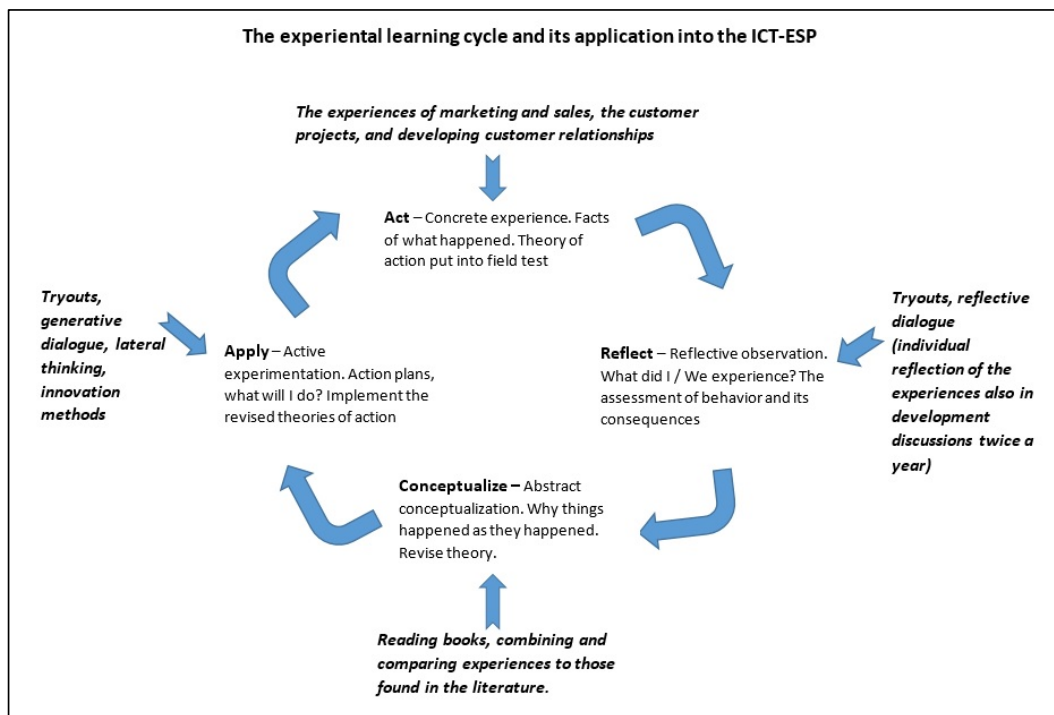 The experiental learning cycle and its application into the ICT-ESP
The experiences of marketing and sales, the customer
projects, and developing customer relationships
Act – Concrete experience. Facts
of what happened. Theory of
action put into field test
Tryouts,
generative
dialogue, lateral
thinking,
innovation
methods
Apply – Active
experimentation. Action plans,
what will I do? Implement the
revised theories of action
Reflect – Reflective observation.
What did I / We experience? The
assessment of behavior and its
consequences
Tryouts, reflective
dialogue
(individual
reflection of the
experiences also in
development
discussions twice a
year)
Conceptualize – Abstract
conceptualization. Why things
happened as they happened.
Revise theory.
Reading books, combining and
comparing experiences to those
found in the literature.